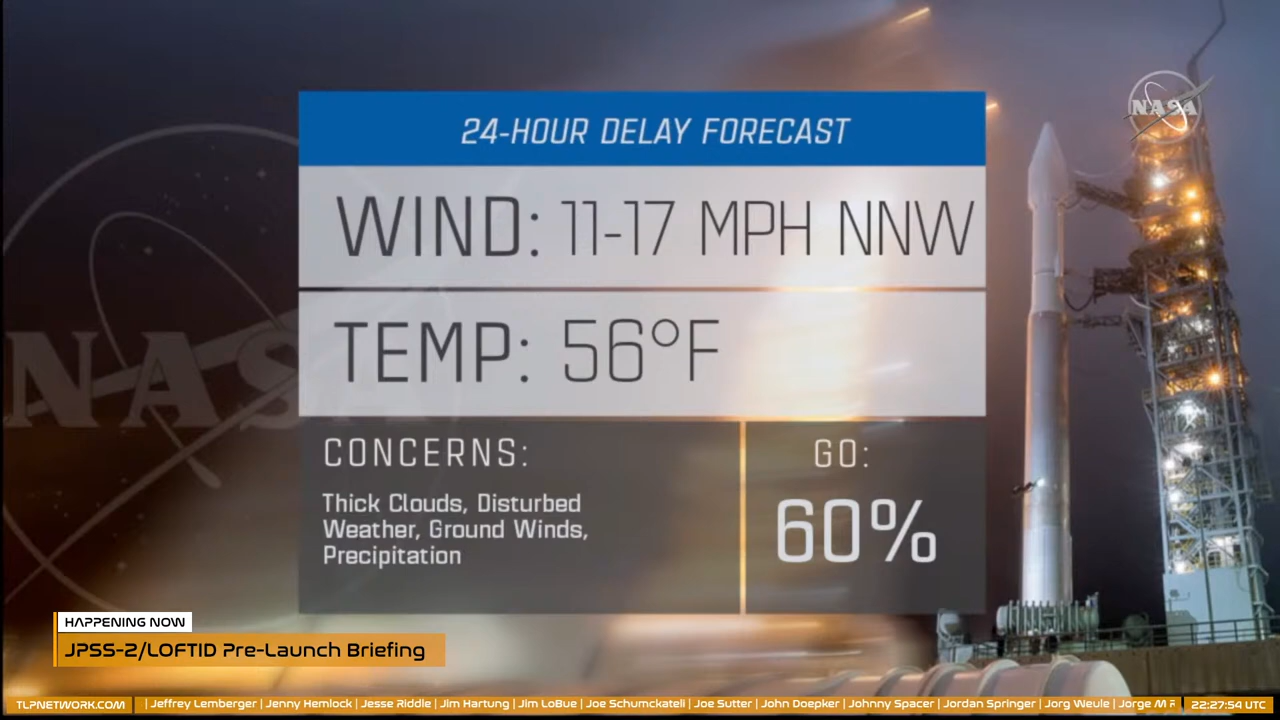 NASA
24-HOUR DELAY FORECAST
NASA
WIND: 11-17 MPH NNW
TEMP: 56°F
CONCERNS:
GO:
Thick Clouds, Disturbed
Weather, Ground Winds,
Precipitation
60%
HAPPENING NOW
JPSS-2/LOFTID Pre-Launch Briefing
TLPNETWORK.COM | Jeffrey Lemberger | Jenny Hemlock | Jesse Riddle | Jim Hartung | Jim LoBue | Joe Schumckatell | Joe Sutter | John Doepker | Johnny Spacer | Jordan Springer | Jorg Weule | Jorge M 22:27:54 UTC